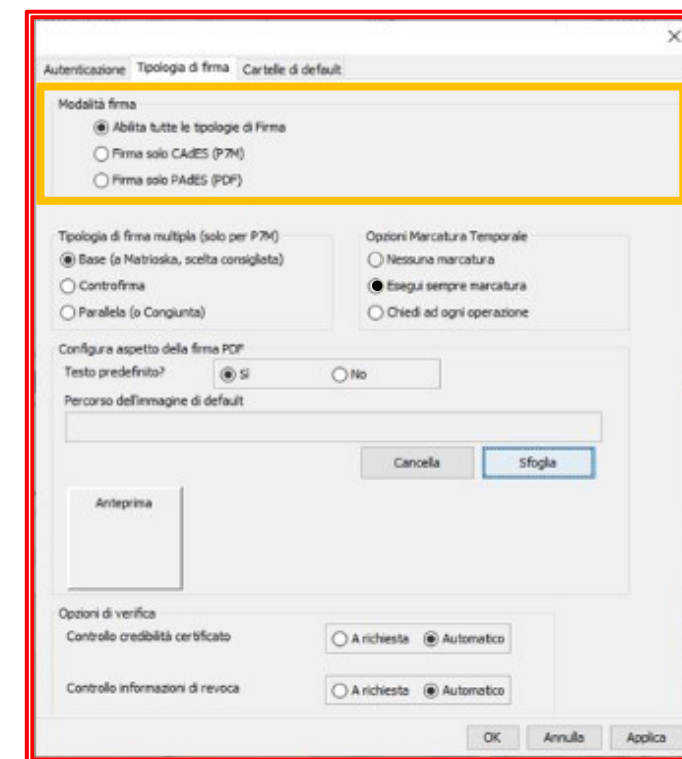 Autenticazione Tipologia di firma Cartelle di default
Modalità firma
Abilita tutte le tipologie di Firma
Firma solo CAdES (P7M)
Firma solo PAdES (PDF)
Tipologia di firma multipla (solo per P7M)
Base (a Matrioska, scelta consigliata)
Controfirma
Parallela (o Congiunta)
Opzioni Marcatura Temporale
Nessuna marcatura
Esegui sempre marcatura
Chiedi ad ogni operazione
Configura aspetto della firma PDF
Testo predefinito? Sì No
Percorso dell'immagine di default
Cancella Sfoglia
Anteprima
Opzioni di verifica
Controllo credibilità certificato A richiesta Automatico
Controllo informazioni di revoca A richiesta Automatico
OK Annulla Applica